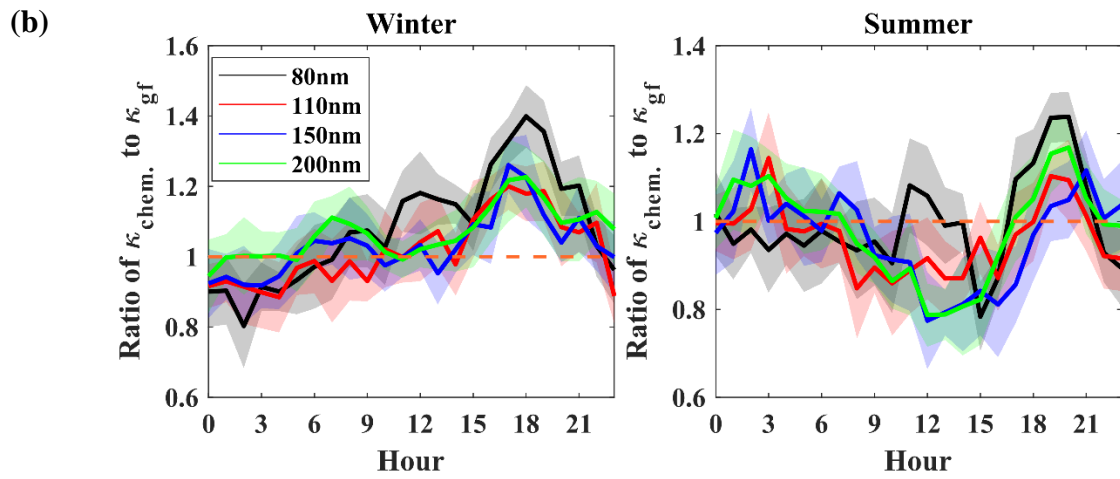 (b)
Winter
Ratio of κchem. to κgf
1.6
1.4
1.2
1
0.8
0.6
80nm
110nm
150nm
200nm
0 3 6 9 12 15 18 21
Hour
Summer
Ratio of κchem. to κgf
1.4
1.2
1
0.8
0.6
0 3 6 9 12 15 18 21
Hour